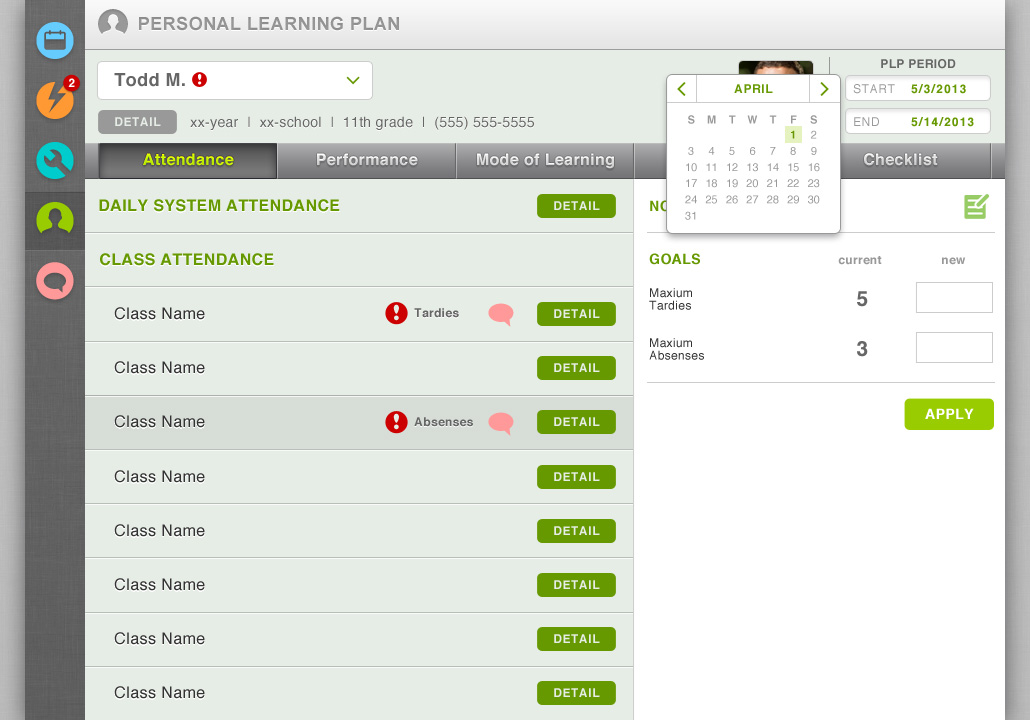 PERSONAL LEARNING PLAN
2
Todd M.
PLP PERIOD
START 5/3/2013
END 5/14/2013
DETAIL xx-year | xx-school | 11th grade | (555) 555-5555
APRIL
S M T W T F S
1 2
3 4 5 6 7 8 9
10 11 12 13 14 15 16
17 18 19 20 21 22 23
24 25 26 27 28 29 30
31
Attendance Performance Mode of Learning Checklist
DAILY SYSTEM ATTENDANCE DETAIL
CLASS ATTENDANCE
Class Name Tardies DETAIL
Class Name DETAIL
Class Name Absenses DETAIL
Class Name DETAIL
Class Name DETAIL
Class Name DETAIL
Class Name DETAIL
Class Name DETAIL
GOALS current new
Maxium
Tardies
5
Maxium
Absenses
3
APPLY